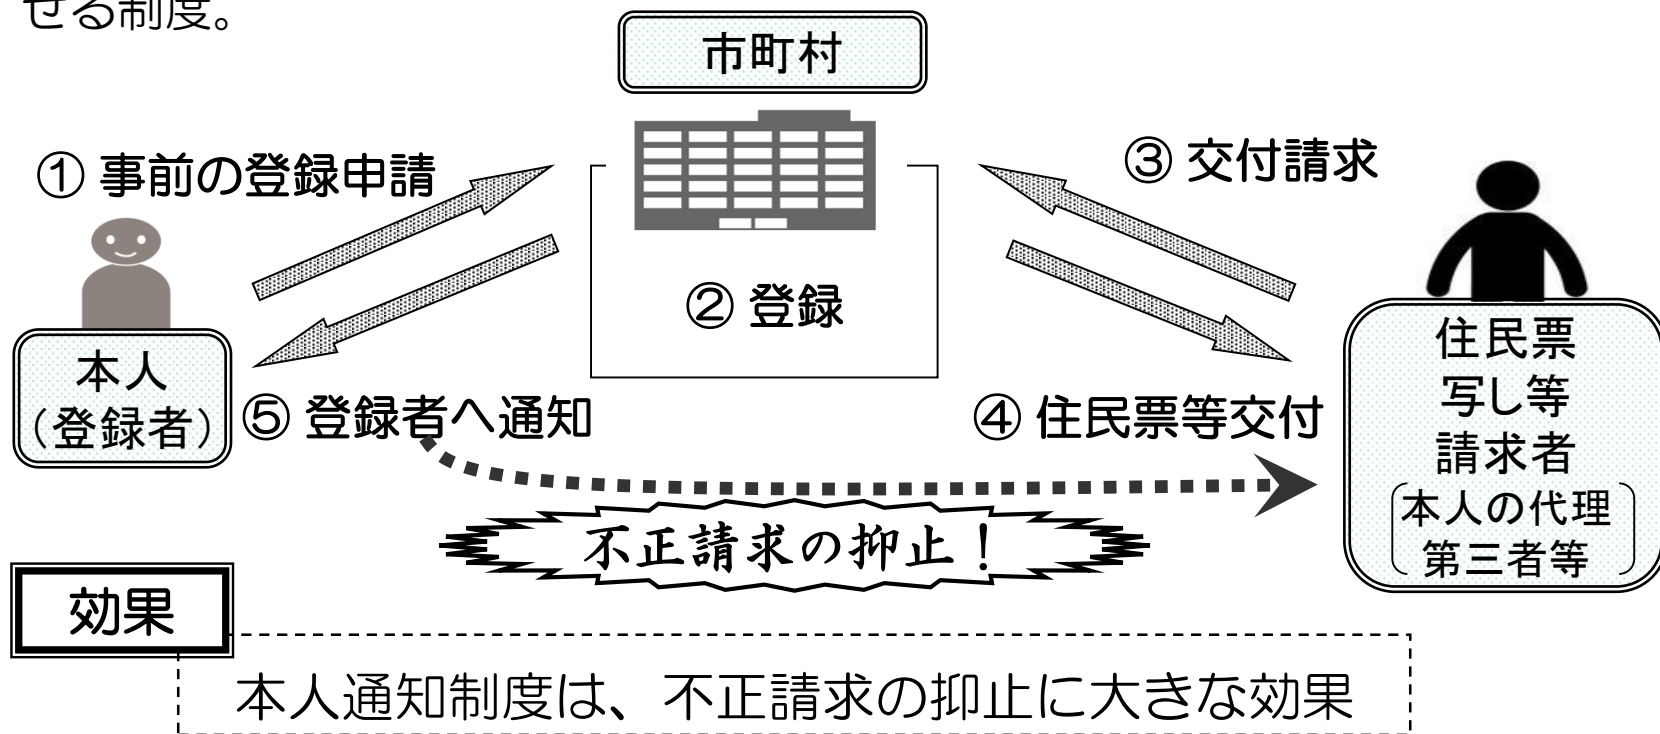 せる制度。
市町村
① 事前の登録申請
③ 交付請求
② 登録
本人
（登録者）
⑤ 登録者へ通知
④ 住民票等交付
住民票
写し等
請求者
本人の代理
第三者等
不正請求の抑止！
効果
本人通知制度は、不正請求の抑止に大きな効果